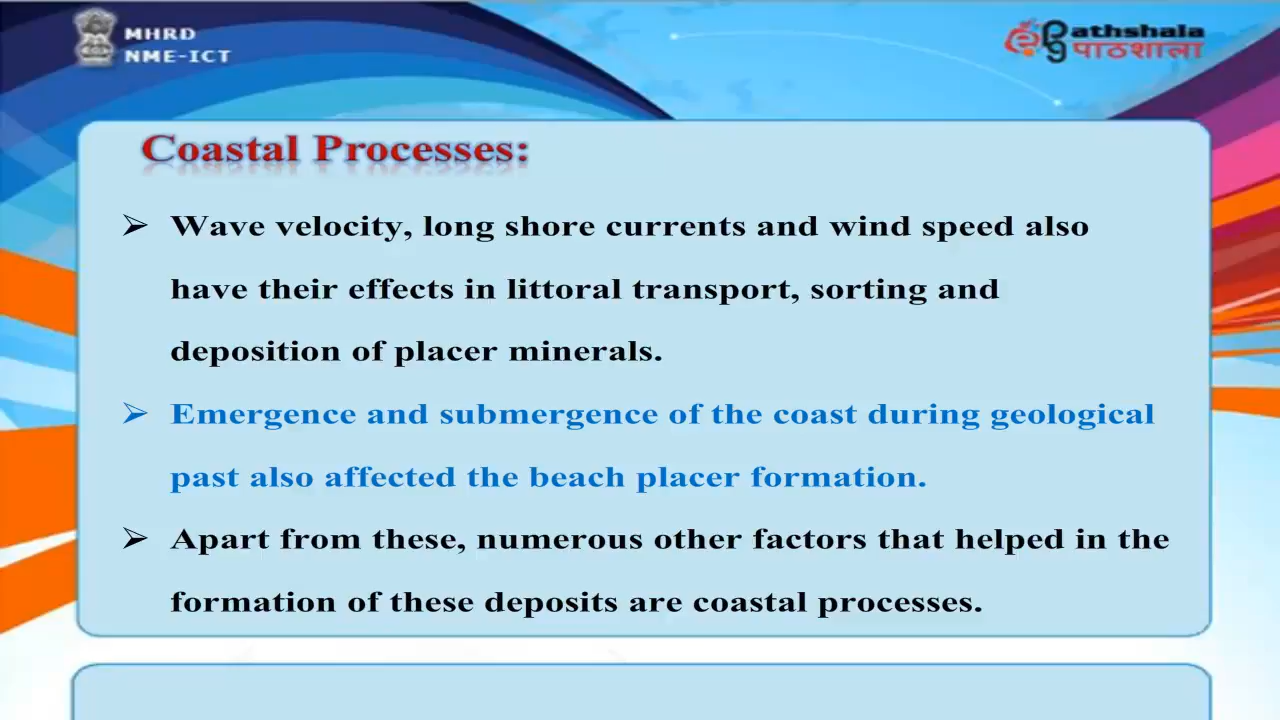 MHRD
NME-ICT
athshala
पाठशाला
Coastal Processes:
➢ Wave velocity, long shore currents and wind speed also
have their effects in littoral transport, sorting and
deposition of placer minerals.
➢ Emergence and submergence of the coast during geological
past also affected the beach placer formation.
➢ Apart from these, numerous other factors that helped in the
formation of these deposits are coastal processes.